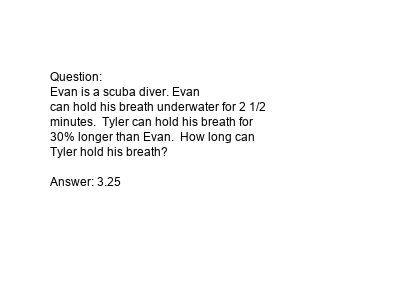 Question:
Evan is a scuba diver. Evan
can hold his breath underwater for 2 1/2
minutes.  Tyler can hold his breath for
30% longer than Evan.  How long can
Tyler hold his breath?

Answer: 3.25